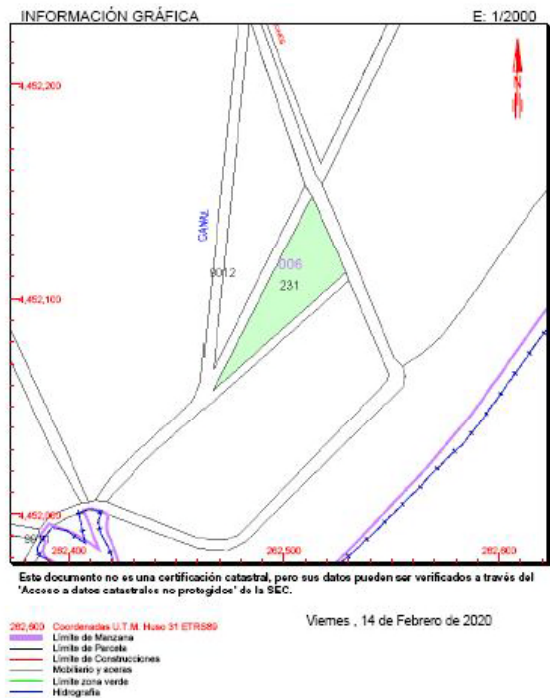 INFORMACIÓN GRÁFICA
E: 1/2000
4,452,200
CANAL
9012
006
231
4,452,100
4,452,000
282,400
282,500
282,600
Este documento no es una certificación catastral, pero sus datos pueden ser verificados a través del
"Acceso a datos catastrales no protegidos" de la SEC.
282,600 Coordenadas U.T.M. Huso 31 ETRS89
Límite de Manzana
Límite de Parcela
Límite de Construcciones
Mobiliario y aceras
Límite zona verde
Hidrografía
Viernes , 14 de Febrero de 2020